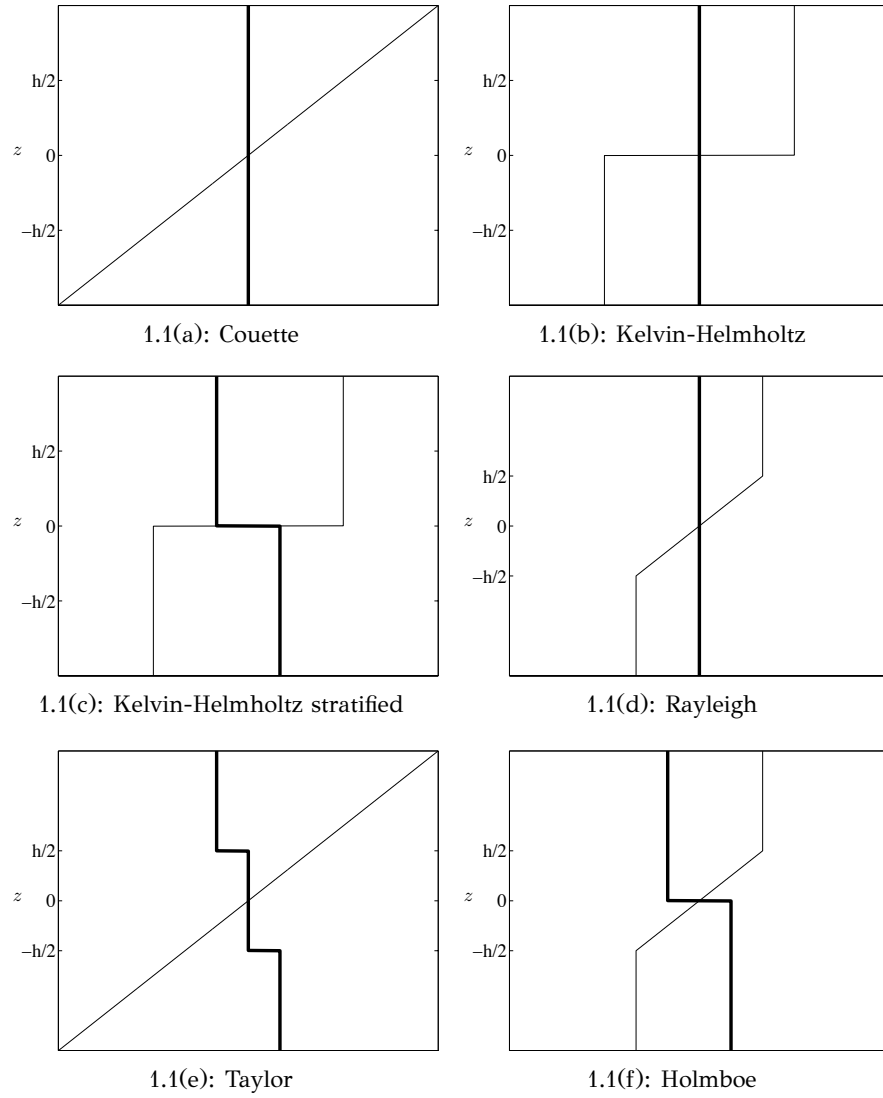 h/2
h/2
z
0
z
0
−h/2
−h/2
1.1(a): Couette
1.1(b): Kelvin-Helmholtz
h/2
h/2
z
0
z
0
−h/2
−h/2
1.1(c): Kelvin-Helmholtz stratified
1.1(d): Rayleigh
h/2
h/2
z
0
z
0
−h/2
−h/2
1.1(e): Taylor
1.1(f): Holmboe